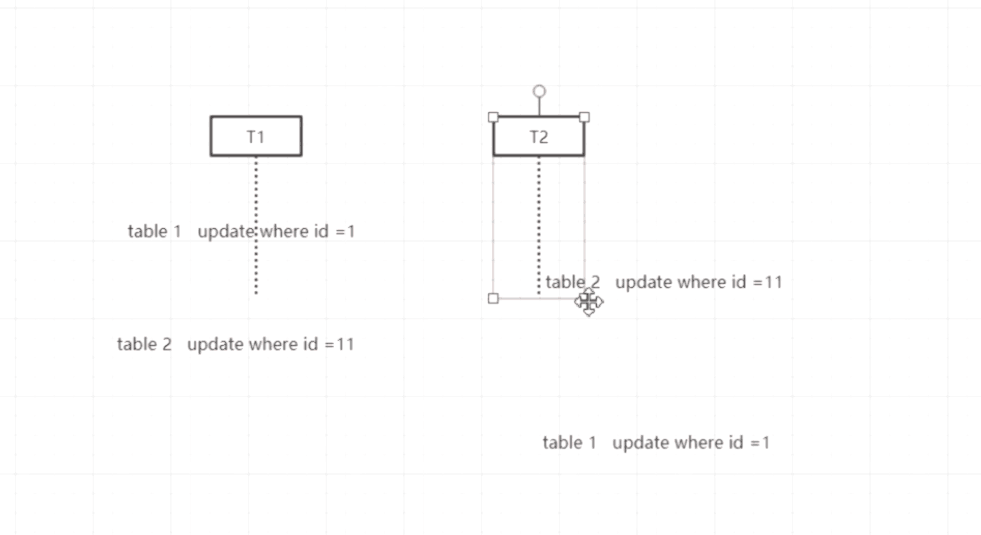 T1
T2
table 1 update where id =1
table 2 update where id =11
table 2 update where id =11
table 1 update where id =1